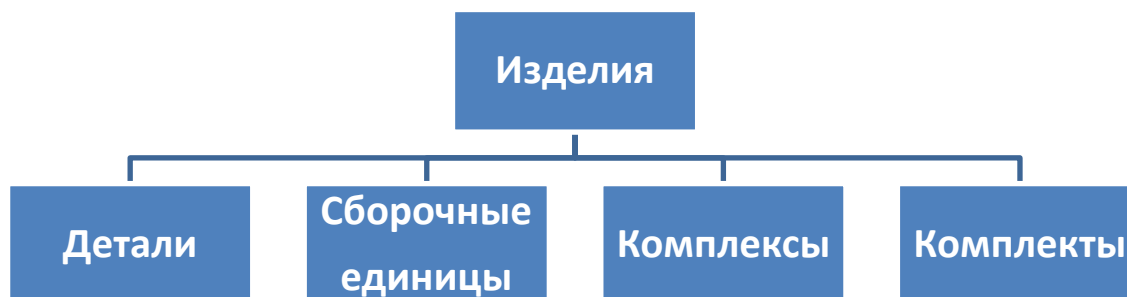 Изделия
Детали
Сборочные
единицы
Комплексы
Комплекты